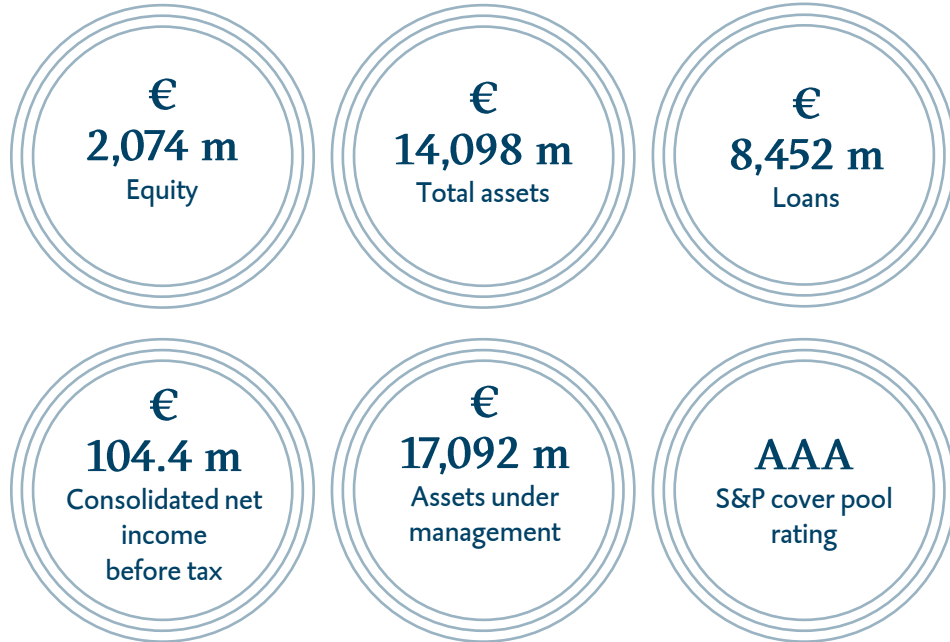 €
2,074 m
Equity
€
14,098 m
Total assets
€
8,452 m
Loans
€
104.4 m
Consolidated net
income
before tax
€
17,092 m
Assets under
management
AAA
S&P cover pool
rating